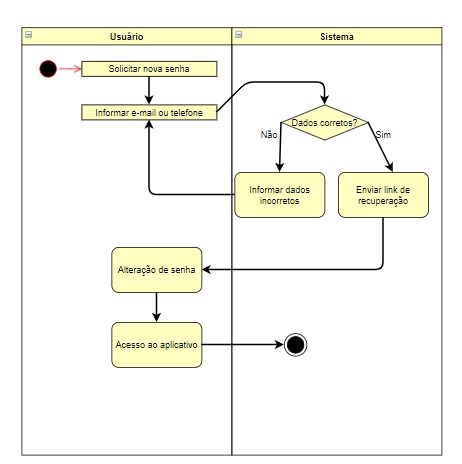 Usuário
Sistema
Solicitar nova senha
Informar e-mail ou telefone
Dados corretos?
Não
Sim
Informar dados
incorretos
Enviar link de
recuperação
Alteração de senha
Acesso ao aplicativo